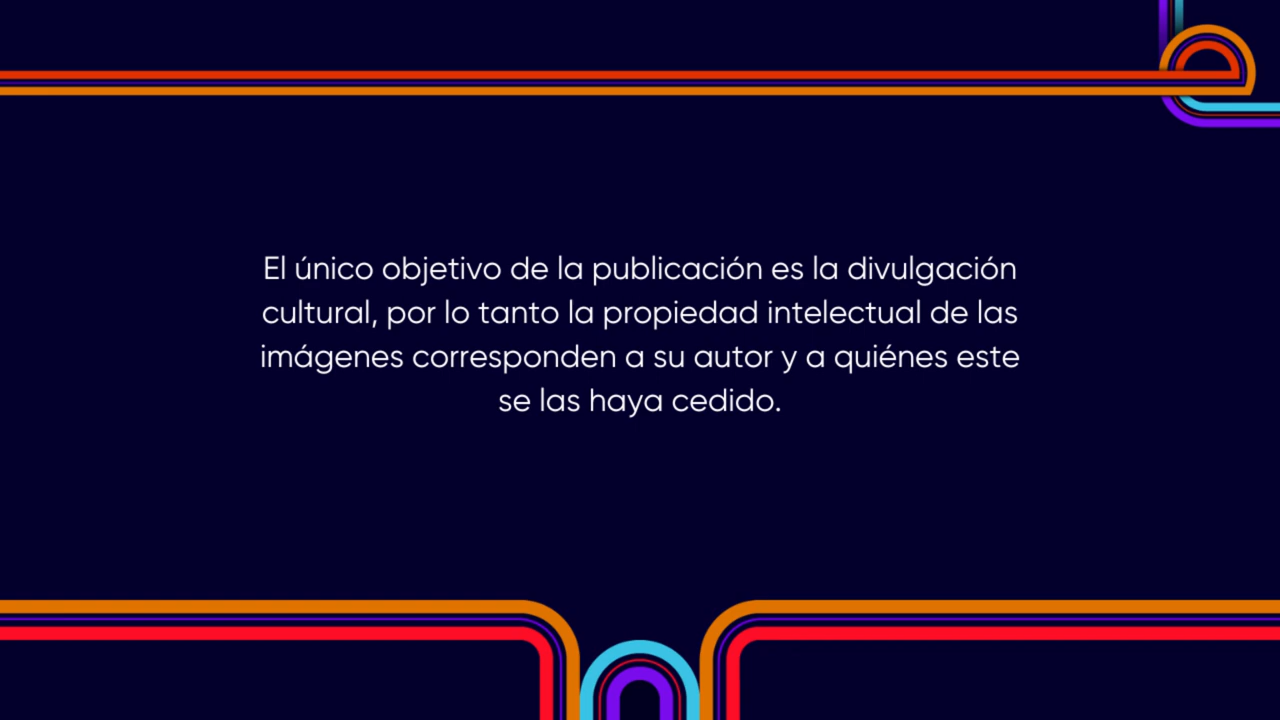 El único objetivo de la publicación es la divulgación
cultural, por lo tanto la propiedad intelectual de las
imágenes corresponden a su autor y a quiénes este
se las haya cedido.